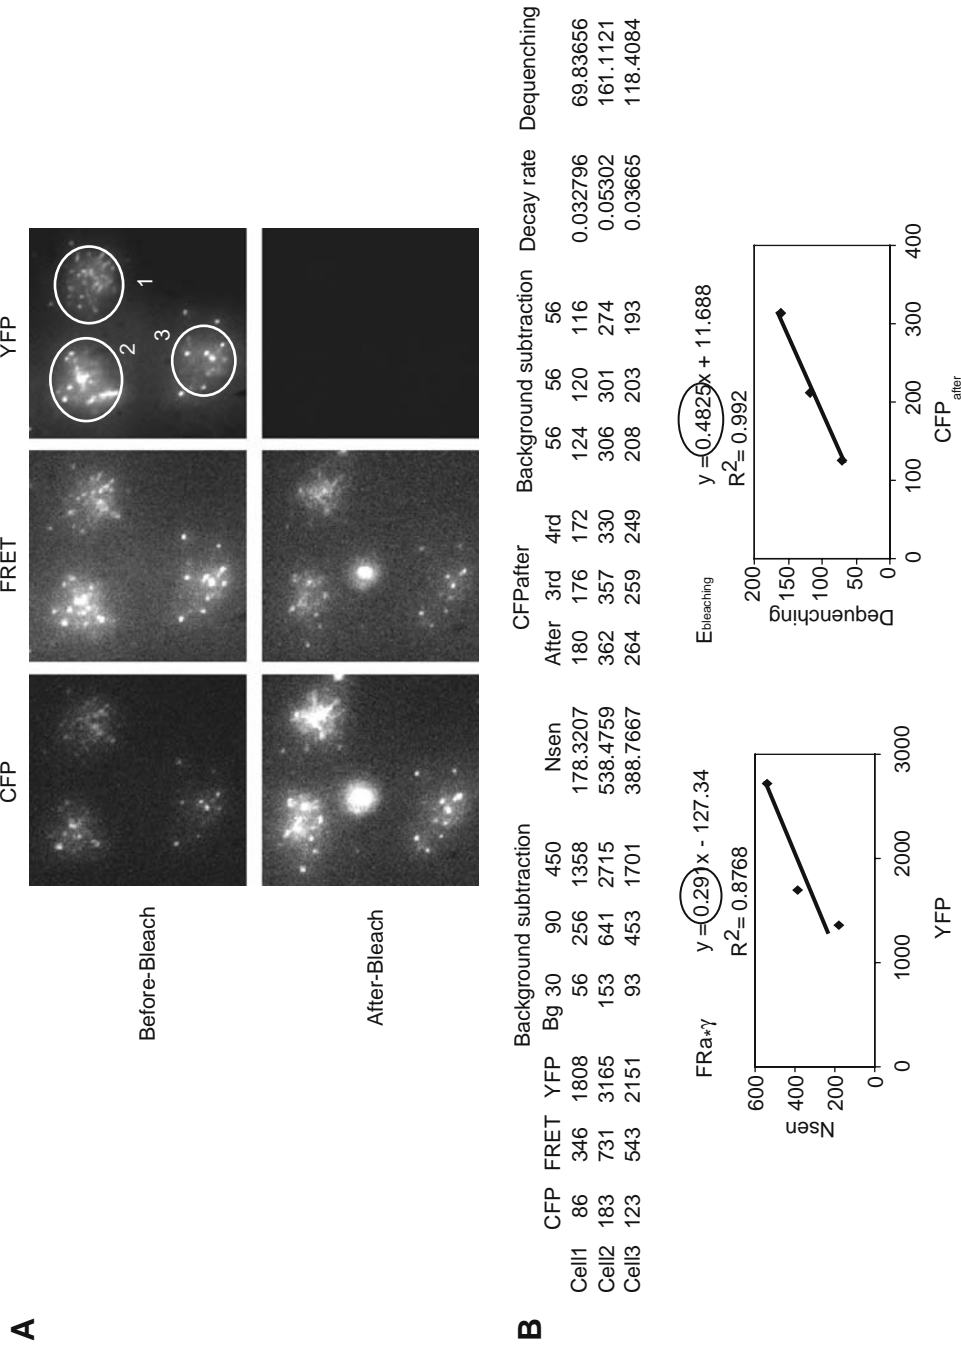 A
CFP FRET YFP
Before-Bleach
2
1
3
After-Bleach
B
Background subtraction CFPafter Background subtraction
CFP FRET YFP Bg 30 90 450 Nsen After 3rd 4rd 56 56 56 Decay rate Dequenching
Cell1 86 346 1808 56 256 1358 178.3207 180 176 172 124 120 116 0.032796 69.83656
Cell2 183 731 3165 153 641 2715 538.4759 362 357 330 306 301 274 0.05302 161.1121
Cell3 123 543 2151 93 453 1701 388.7667 264 259 249 208 203 193 0.03665 118.4084
FRa*γ
y = 0.291x - 127.34
R2= 0.8768
Nsen
600
400
200
0
0 1000 2000 3000
YFP
Ebleaching
y = 0.4825x + 11.688
R2= 0.992
Dequenching
200
150
100
50
0
0 100 200 300 400
CFPafter